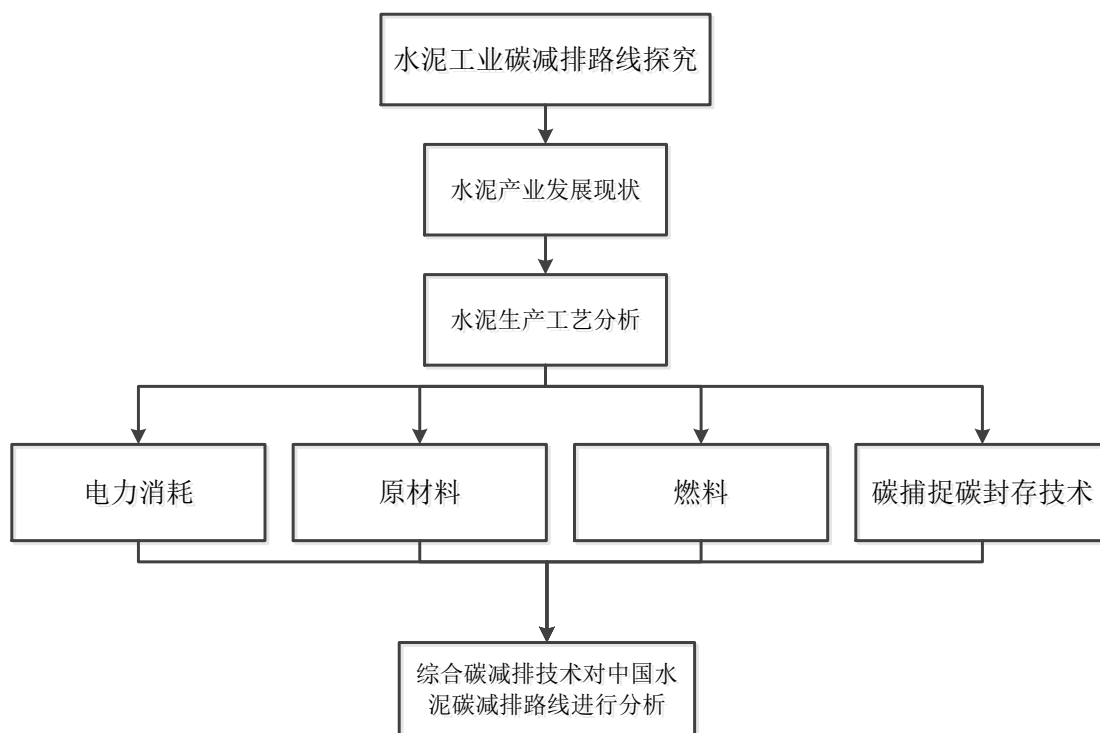 水泥工业碳减排路线探究
水泥产业发展现状
水泥生产工艺分析
电力消耗
原材料
燃料
碳捕捉碳封存技术
综合碳减排技术对中国水
泥碳减排路线进行分析